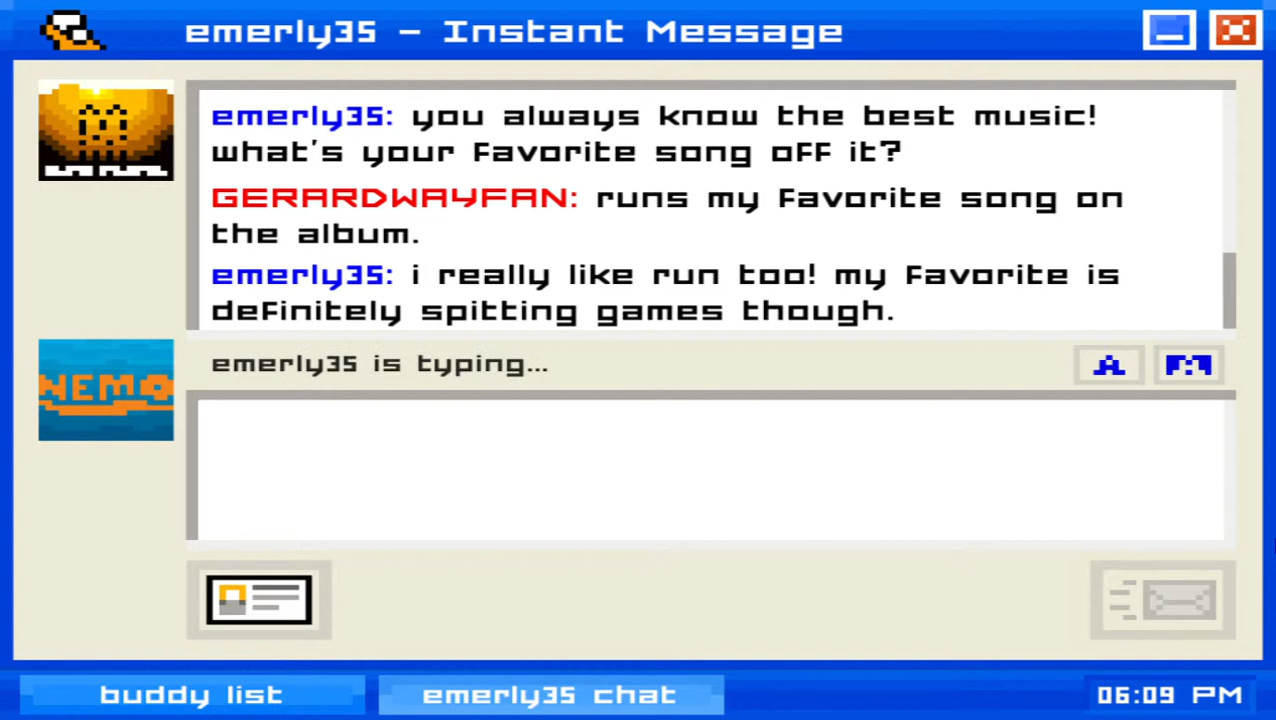 emerly35 - Instant Message
emerly35: you always know the best music!
what's your favorite song off it?
GERARDWAYFAN: runs my favorite song on
the album.
emerly35: i really like run too! my favorite is
definitely spitting games though.
emerly35 is typing...
A
NEMO
buddy list
emerly35 chat
06:09 PM